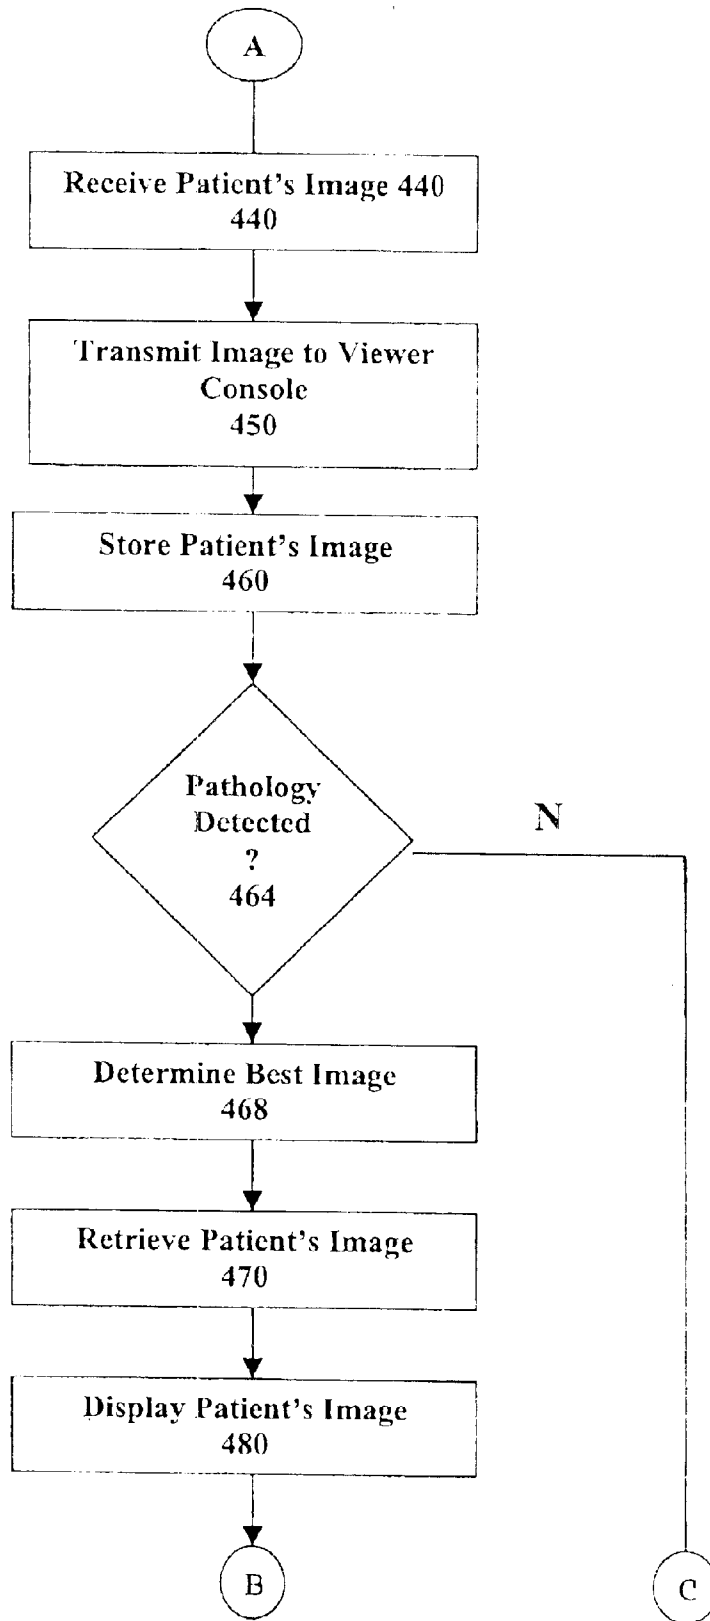 A
Receive Patient's Image 440
440
Transmit Image to Viewer
Console
450
Store Patient's Image
460
Pathology
Detected
?
464
N
Determine Best Image
468
Retrieve Patient's Image
470
Display Patient's Image
480
B
C